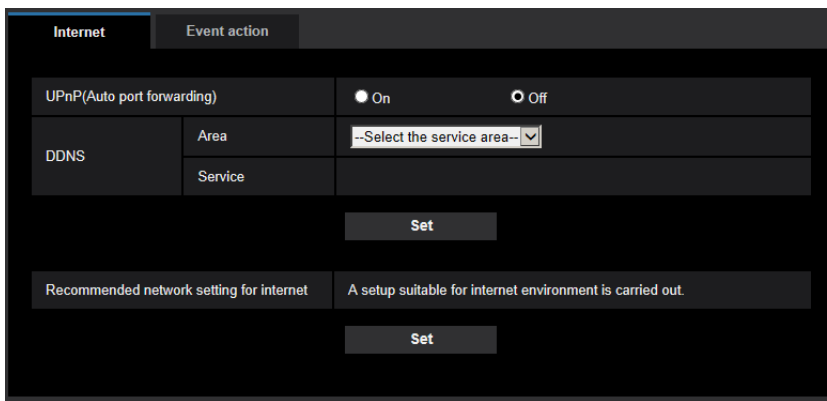 Internet Event action
UPnP(Auto port forwarding) On Off
DDNS Area --Select the service area--
Service
Set
Recommended network setting for internet A setup suitable for internet environment is carried out.
Set